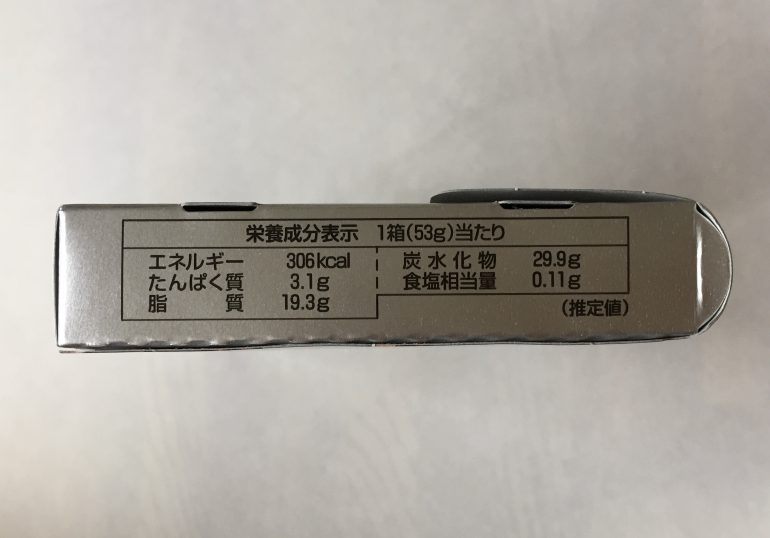 栄養成分表示 1箱(53g)当たり
エネルギー 306kcal
たんぱく質 3.1g
脂質 19.3g
炭水化物 29.9g
食塩相当量 0.11g
(推定値)